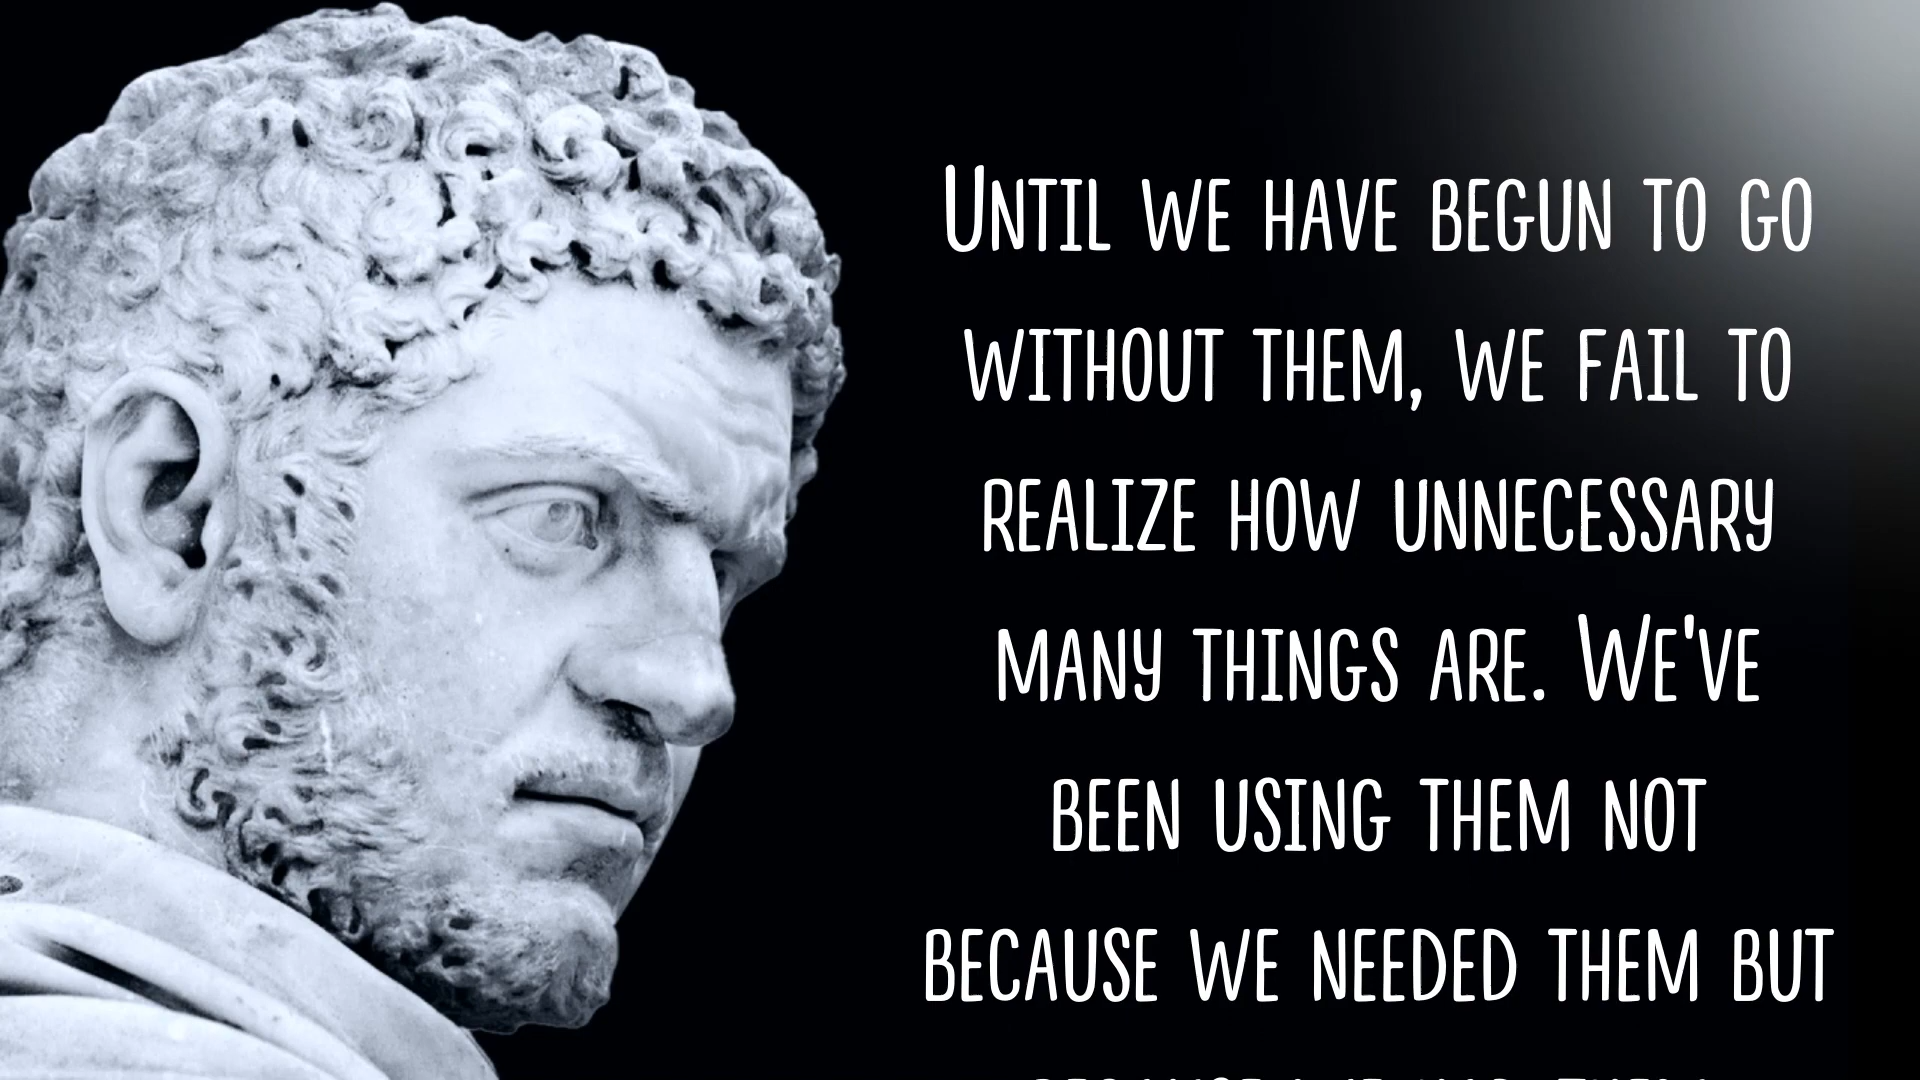 Until we have begun to go
without them, we fail to
realize how unnecessary
many things are. We've
been using them not
because we needed them but